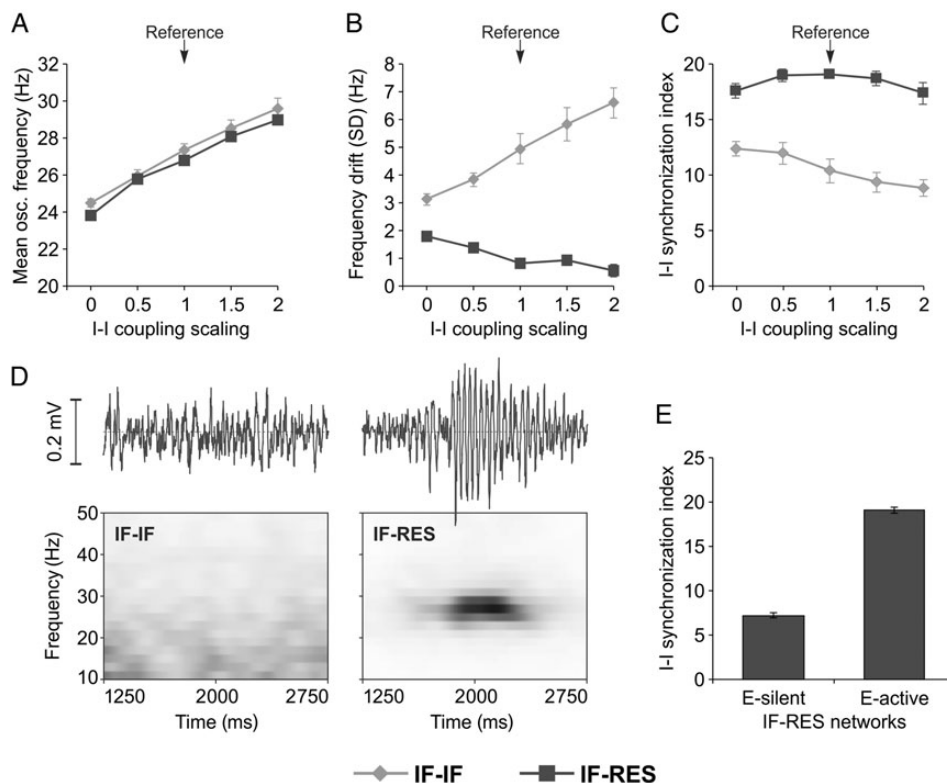 A
Reference
Mean osc. frequency (Hz)
32
30
28
26
24
22
20
0 0.5 1 1.5 2
I-I coupling scaling
B
Reference
Frequency drift (SD) (Hz)
8
7
6
5
4
3
2
1
0
0 0.5 1 1.5 2
I-I coupling scaling
C
Reference
I-I synchronization index
20
15
10
5
0
0 0.5 1 1.5 2
I-I coupling scaling
D
0.2 mV
IF-IF
Frequency (Hz)
50
40
30
20
10
1250 2000 2750
Time (ms)
IF-RES
1250 2000 2750
Time (ms)
E
I-I synchronization index
25
20
15
10
5
0
E-silent E-active
IF-RES networks
IF-IF IF-RES